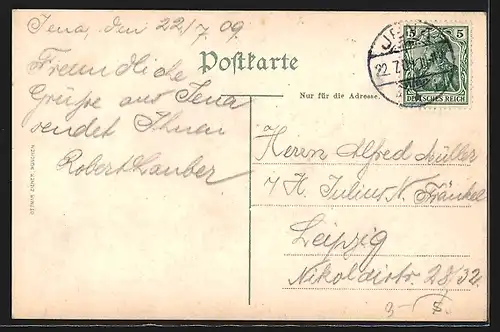 Jena, den 22/7 09
Freundliche
Grüße aus Jena
sendet Ihnen
Robert Lauber
Postkarte
Nur für die Adresse.
JENA
22.7.09
5
DEUTSCHES REICH
Herrn Alfred Müller
Julius N. Fränkel
Leipzig
Nikolaistr. 28/32.